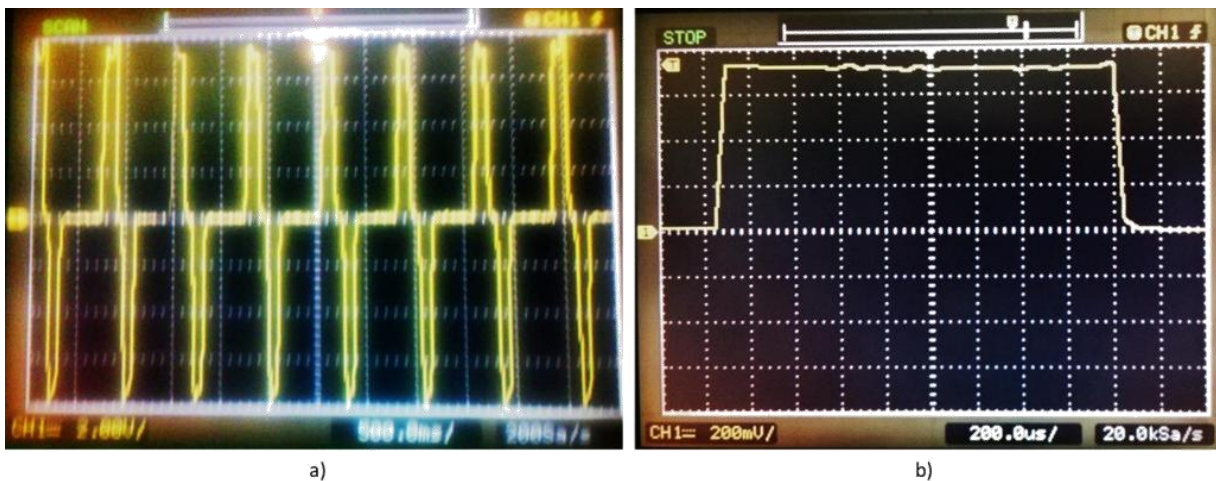 SCAN
CH1 ⚡
CH1⎓ 2.00V/
500.0ms/
200Sa/s
STOP
CH1 ⚡
T
1
CH1⎓ 200mV/
200.0us/
20.0kSa/s
a)
b)